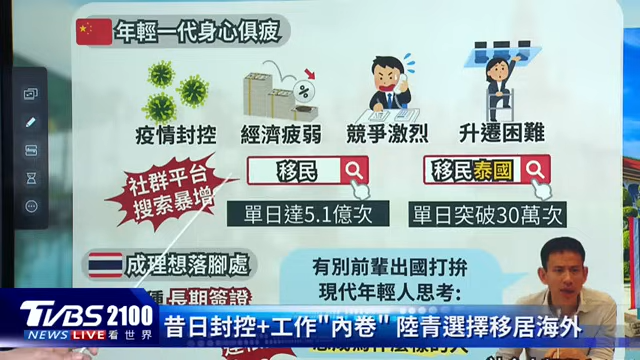 年輕一代身心俱疲
疫情封控
經濟疲弱
競爭激烈
升遷困難
社群平台
搜索暴增
移民
移民泰國
單日達5.1億次
單日突破30萬次
成理想落腳處
長期簽證
有別前輩出國打拚
現代年輕人思考:
TVBS 2100
NEWS LIVE 看世界
昔日封控+工作"內卷" 陸青選擇移居海外